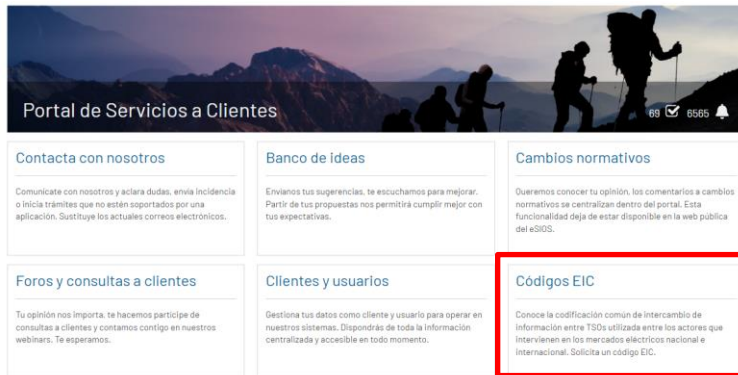 Portal de Servicios a Clientes
69 6565
Contacta con nosotros
Comunícate con nosotros y aclara dudas, envía incidencia
o inicia trámites que no estén soportados por una
aplicación. Sustituye los actuales correos electrónicos.
Banco de ideas
Envíanos tus sugerencias, te escuchamos para mejorar.
Partir de tus propuestas nos permitirá cumplir mejor con
tus expectativas.
Cambios normativos
Queremos conocer tu opinión, los comentarios a cambios
normativos se centralizan dentro del portal. Esta
funcionalidad deja de estar disponible en la web pública
del eSIOS.
Foros y consultas a clientes
Tu opinión nos importa, te hacemos partícipe de
consultas a clientes y contamos contigo en nuestros
webinars. Te esperamos.
Clientes y usuarios
Gestiona tus datos como cliente y usuario para operar en
nuestros sistemas. Dispondrás de toda la información
centralizada y accesible en todo momento.
Códigos EIC
Conoce la codificación común de intercambio de
información entre TSOs utilizada entre los actores que
intervienen en los mercados eléctricos nacional e
internacional. Solicita un código EIC.